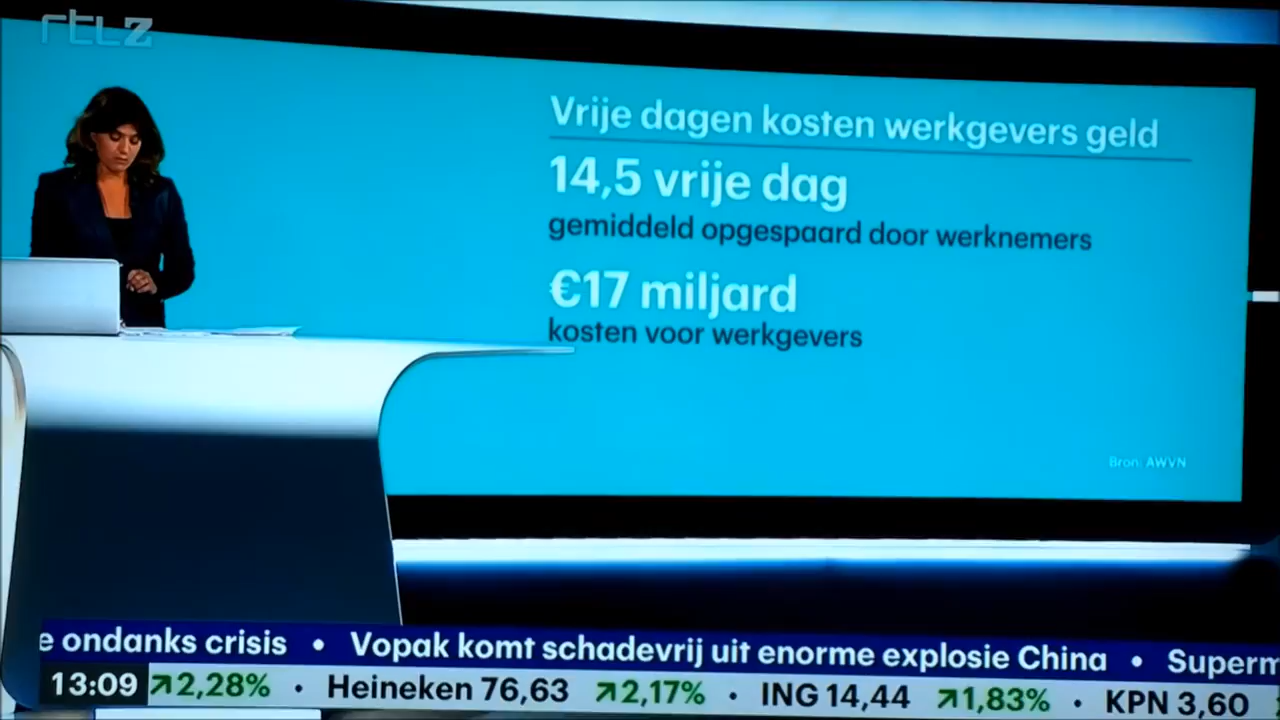 rtlz
Vrije dagen kosten werkgevers geld
14,5 vrije dag
gemiddeld opgespaard door werknemers
€17 miljard
kosten voor werkgevers
Bron: AWVN
e ondanks crisis • Vopak komt schadevrij uit enorme explosie China • Superm
13:09 2,28% • Heineken 76,63 2,17% • ING 14,44 1,83% • KPN 3,60